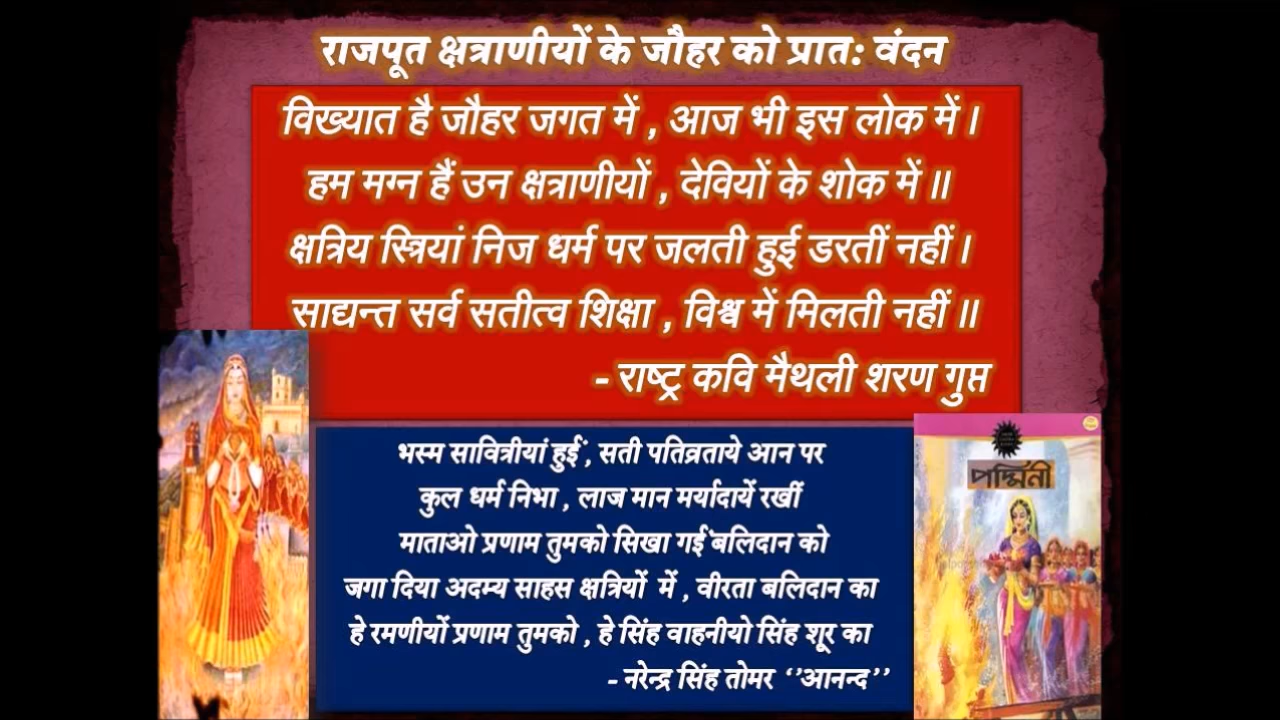 राजपूत क्षत्राणीयों के जौहर को प्रात: वंदन
विख्यात है जौहर जगत में , आज भी इस लोक में ।
हम मग्न हैं उन क्षत्राणीयों , देवियों के शोक में ॥
क्षत्रिय स्त्रियां निज धर्म पर जलती हुई डरतीं नहीं ।
साद्यन्त सर्व सतीत्व शिक्षा , विश्व में मिलती नहीं ॥
- राष्ट्र कवि मैथली शरण गुप्त
भस्म सावित्रीयां हुईं , सती पतिव्रताये आन पर
कुल धर्म निभा , लाज मान मर्यादायें रखीं
माताओ प्रणाम तुमको सिखा गईं बलिदान को
जगा दिया अदम्य साहस क्षत्रियों में , वीरता बलिदान का
हे रमणीयों प्रणाम तुमको , हे सिंह वाहनीयो सिंह शूर का
- नरेन्द्र सिंह तोमर ‘’आनन्द’’